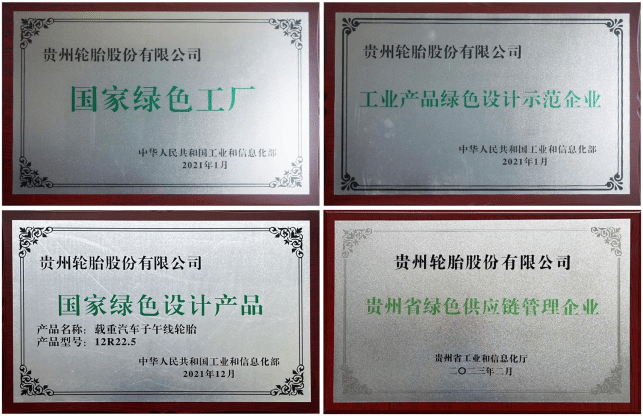 贵州轮胎股份有限公司
国家绿色工厂
中华人民共和国工业和信息化部
2021年1月
贵州轮胎股份有限公司
工业产品绿色设计示范企业
中华人民共和国工业和信息化部
2021年1月
贵州轮胎股份有限公司
国家绿色设计产品
产品名称：载重汽车子午线轮胎
产品型号：12R22.5
中华人民共和国工业和信息化部
2021年12月
贵州轮胎股份有限公司
贵州省绿色供应链管理企业
贵州省工业和信息化厅
二〇二三年二月